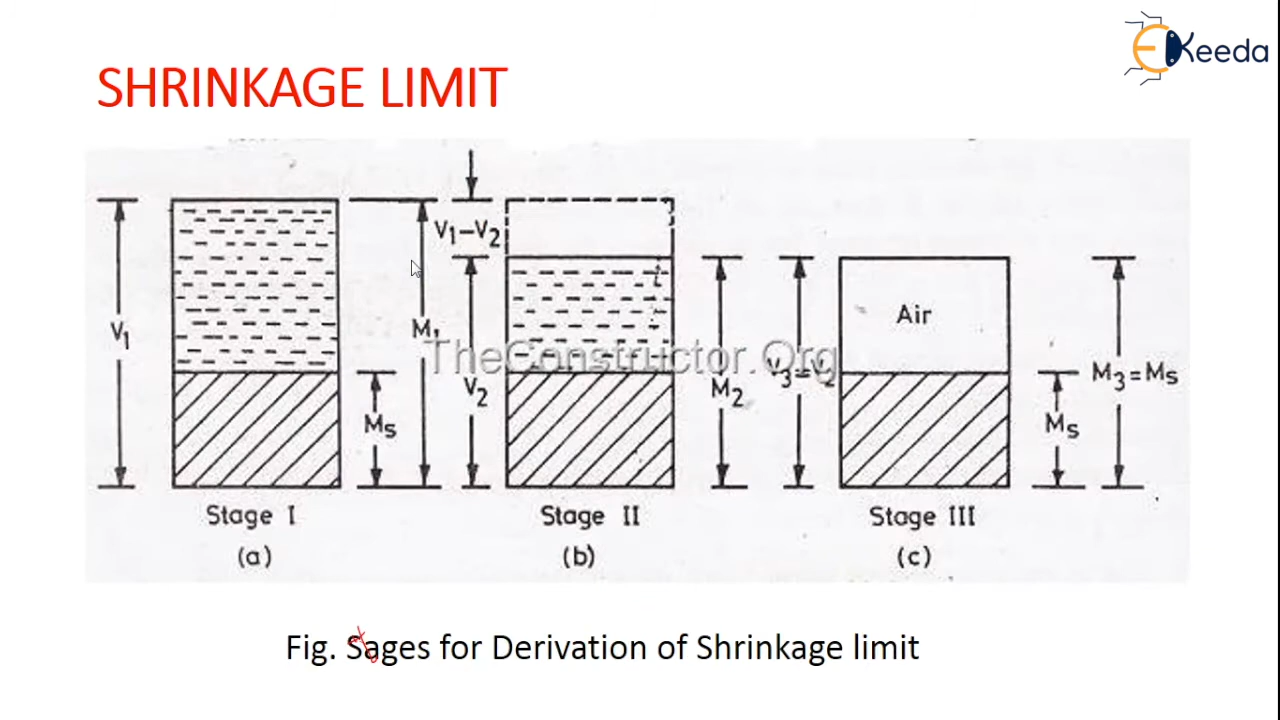 EKeeda
SHRINKAGE LIMIT
V₁
M₁
Mₛ
V₁–V₂
V₂
M₂
V₃=V₂
Air
Mₛ
M₃=Mₛ
TheConstructor.Org
Stage I
Stage II
Stage III
(a)
(b)
(c)
Fig. Sages for Derivation of Shrinkage limit